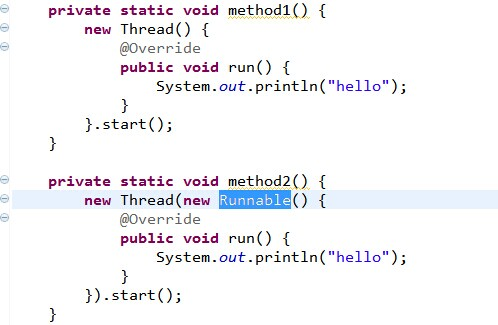 private static void method1() {
new Thread() {
@Override
public void run() {
System.out.println("hello");
}
}.start();
}
private static void method2() {
new Thread(new Runnable() {
@Override
public void run() {
System.out.println("hello");
}
}).start();
}